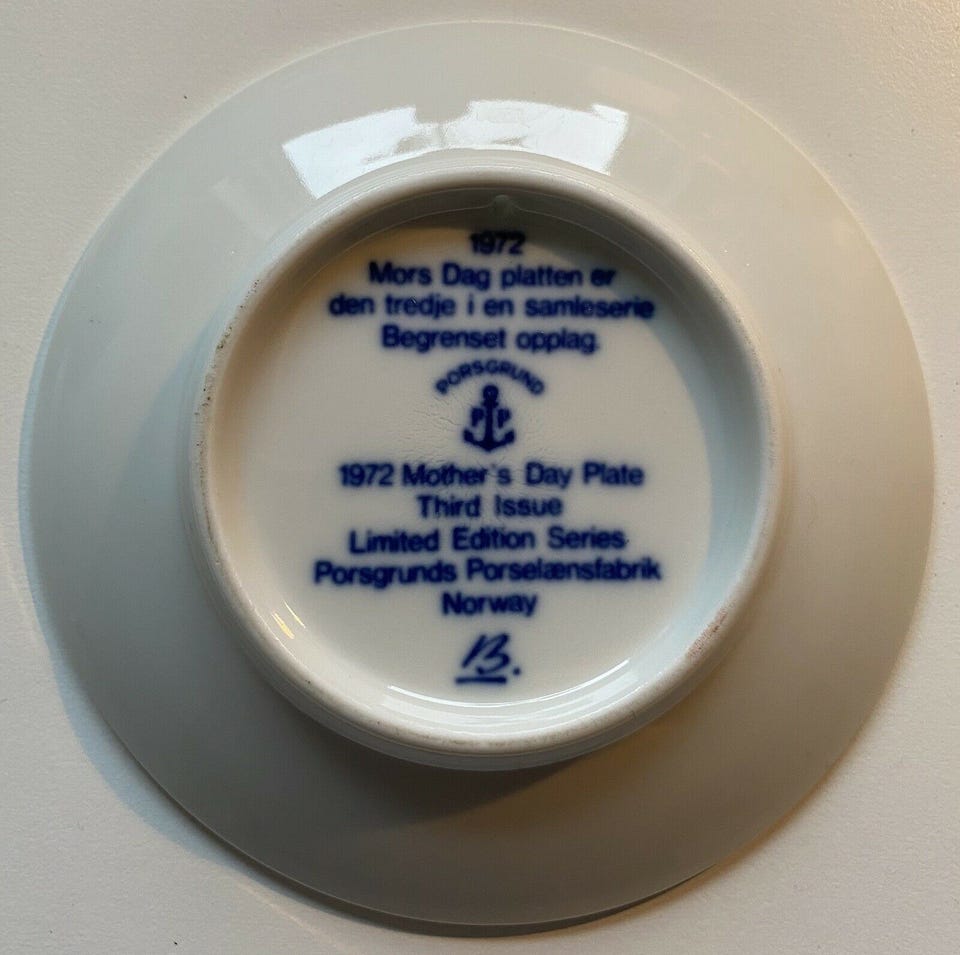 1972
Mors Dag platten er
den tredje i en samleserie
Begrenset opplag.
PORSGRUND
P P
1972 Mother's Day Plate
Third Issue
Limited Edition Series
Porsgrunds Porselænsfabrik
Norway
B.